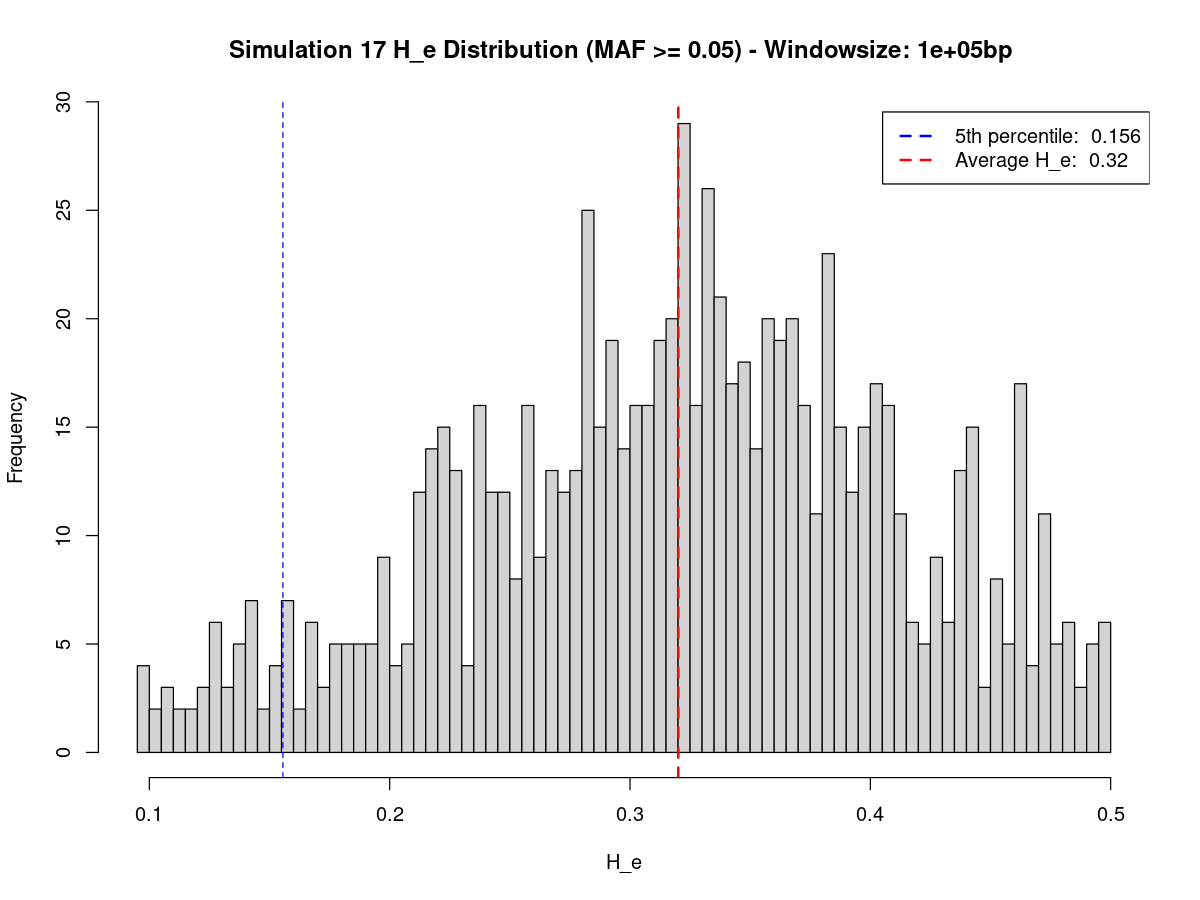 Simulation 17 H_e Distribution (MAF >= 0.05) - Windowsize: 1e+05bp
5th percentile:  0.156
Average H_e:  0.32
Frequency
30
25
20
15
10
5
0
0.1
0.2
0.3
0.4
0.5
H_e